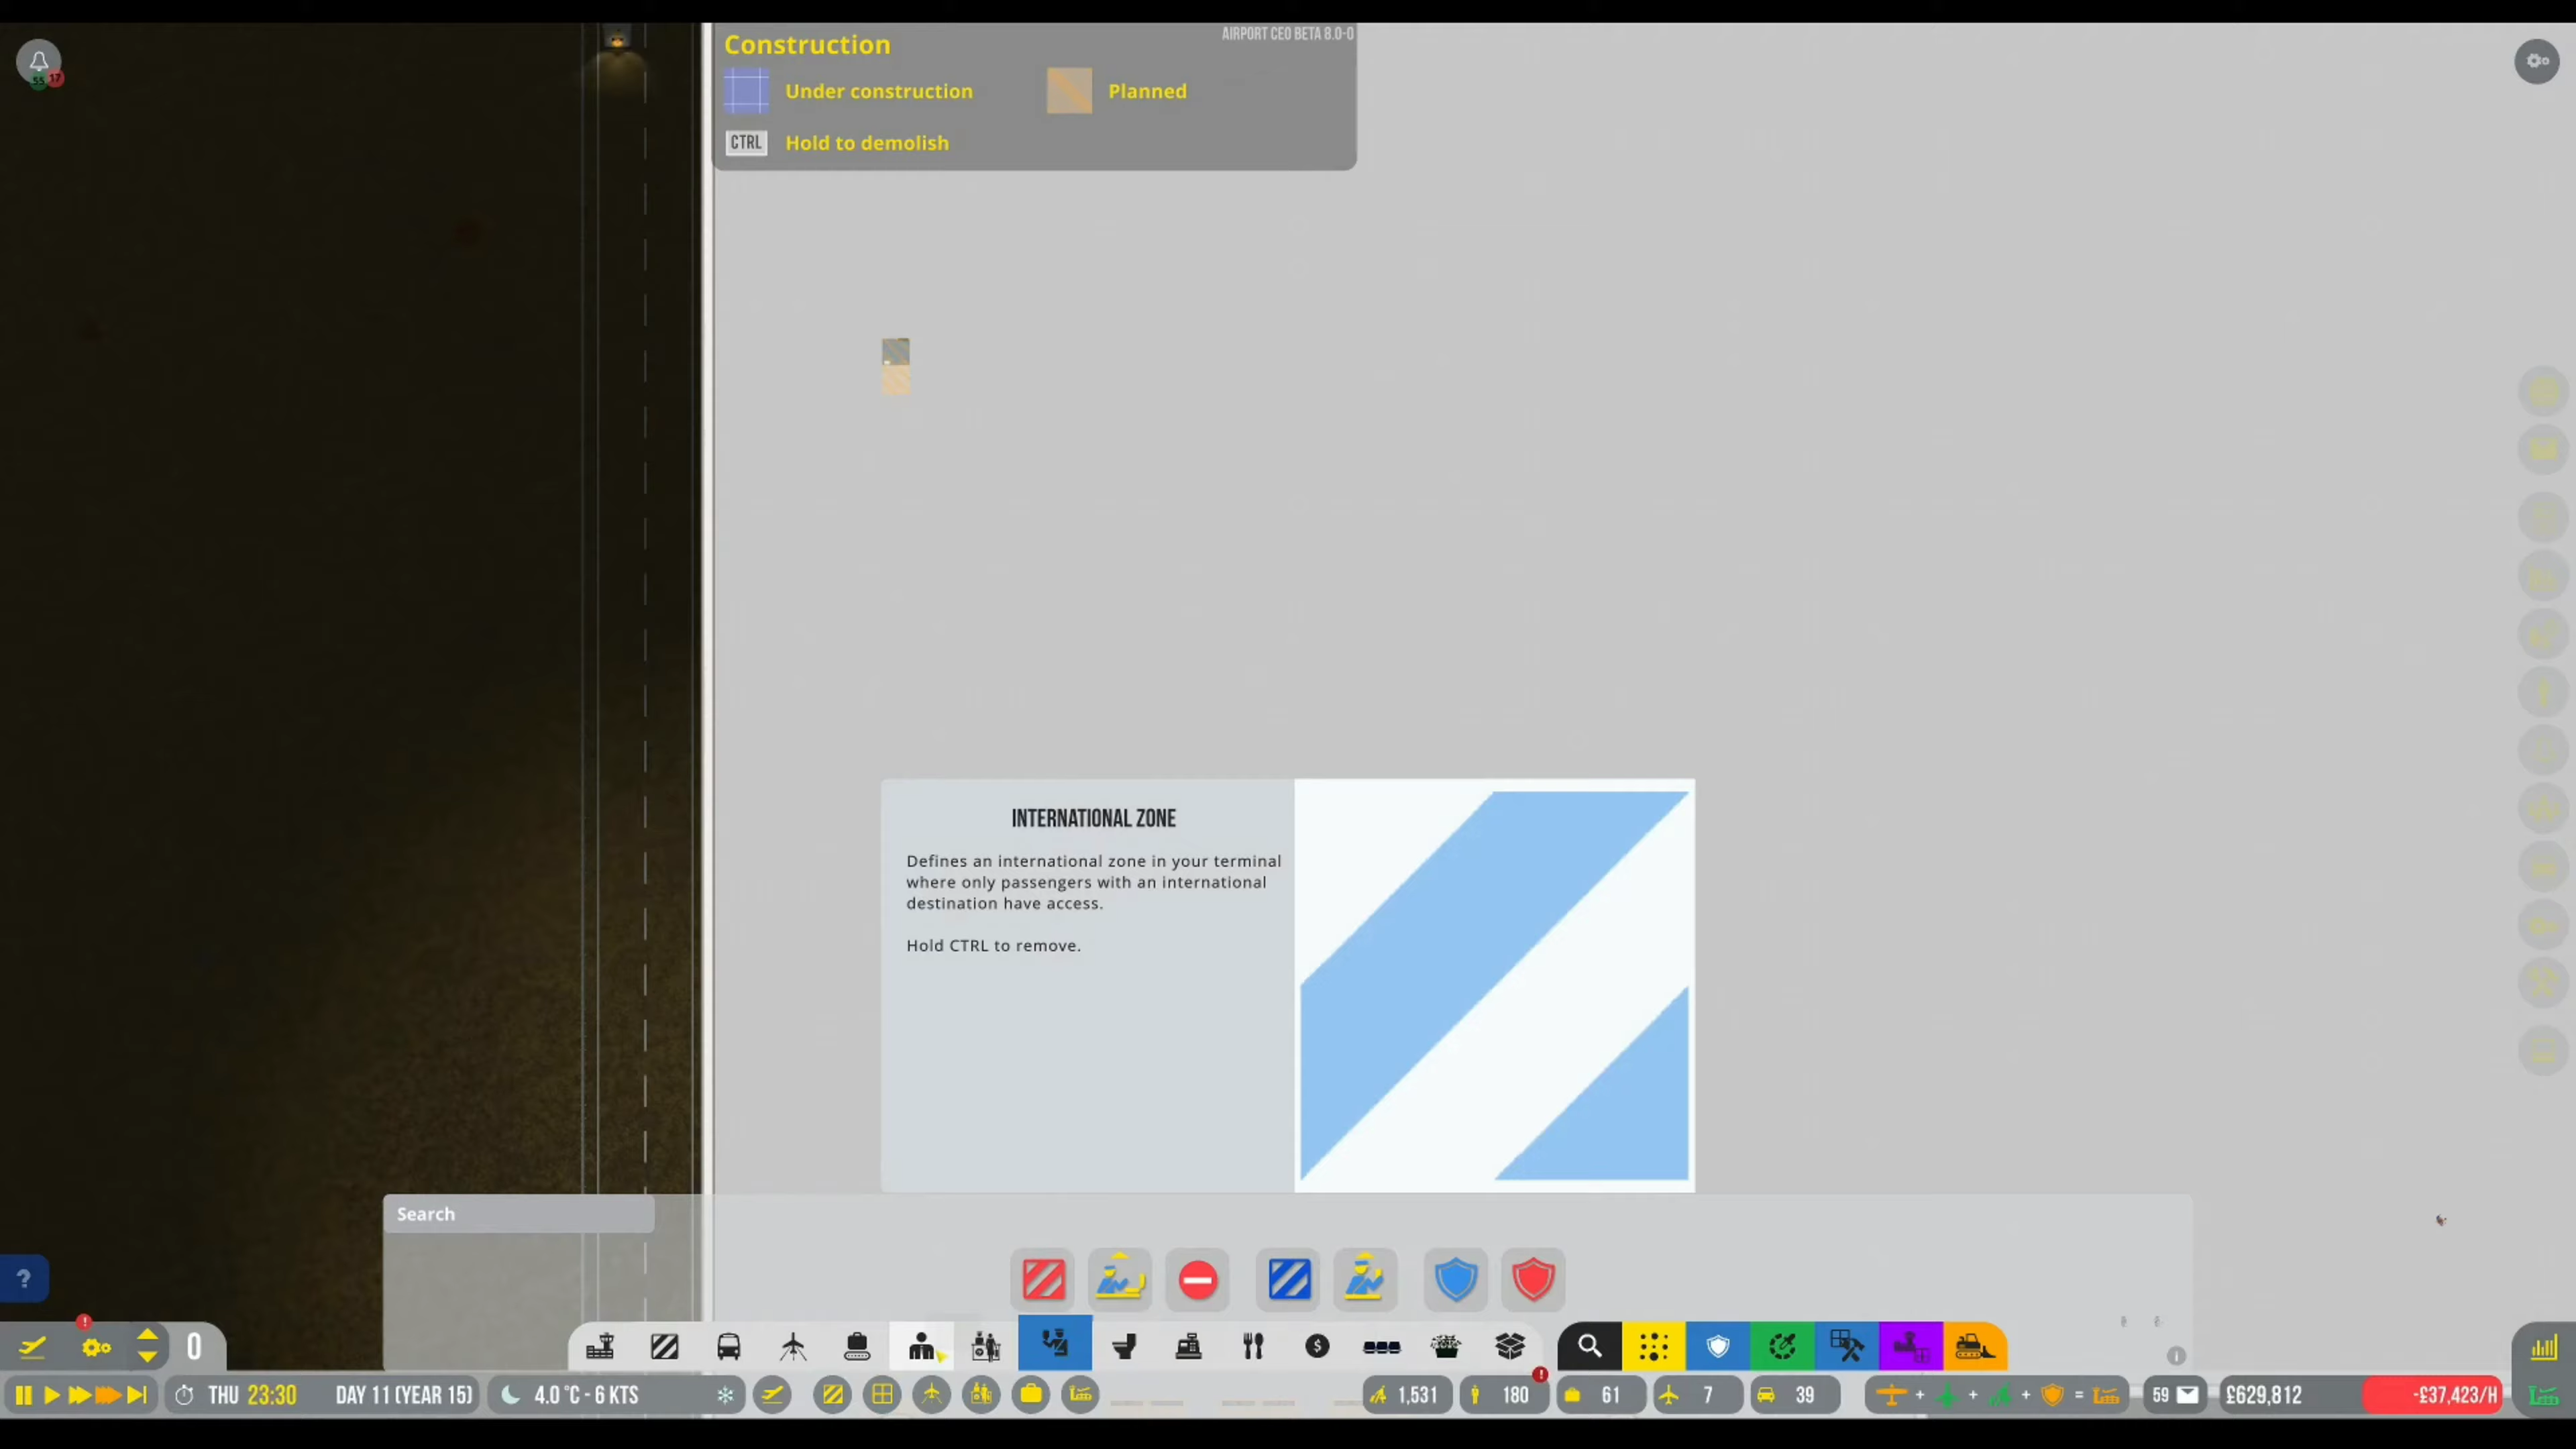 AIRPORT CEO BETA 8.0-0
Construction
Under construction
Planned
CTRL
Hold to demolish
55 17
INTERNATIONAL ZONE
Defines an international zone in your terminal
where only passengers with an international
destination have access.
Hold CTRL to remove.
Search
?
!
0
$
!
i
THU 23:30
DAY 11 (YEAR 15)
4.0 °C - 6 KTS
1,531
180
61
7
39
+ + + =
59
£629,812
-£37,423/H